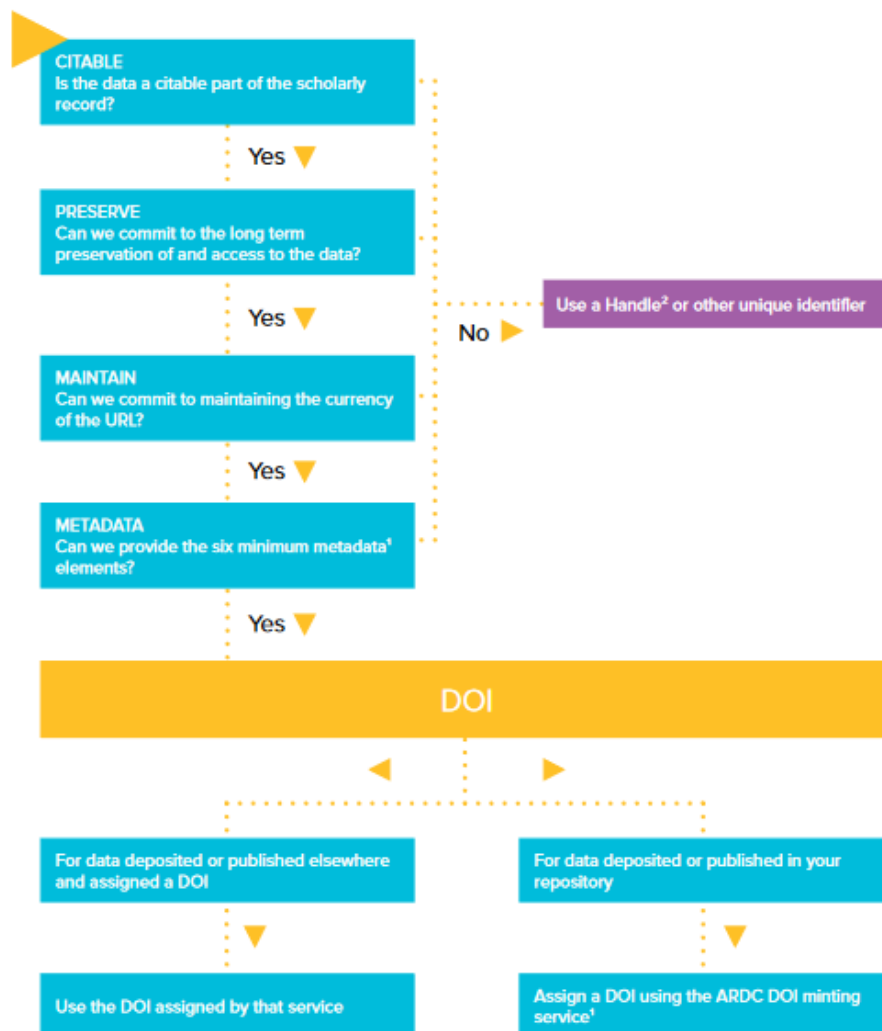 CITABLE
Is the data a citable part of the scholarly
record?
Yes
PRESERVE
Can we commit to the long term
preservation of and access to the data?
Use a Handle² or other unique identifier
Yes
No
MAINTAIN
Can we commit to maintaining the currency
of the URL?
Yes
METADATA
Can we provide the six minimum metadata¹
elements?
Yes
DOI
For data deposited or published elsewhere
and assigned a DOI
For data deposited or published in your
repository
Use the DOI assigned by that service
Assign a DOI using the ARDC DOI minting
service¹